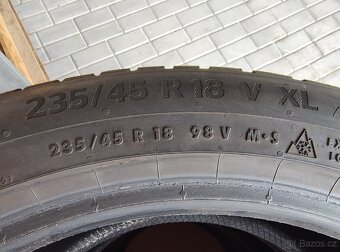 235/45 R 18 V XL
235/45 R 18 98 V M+S
bazos.cz